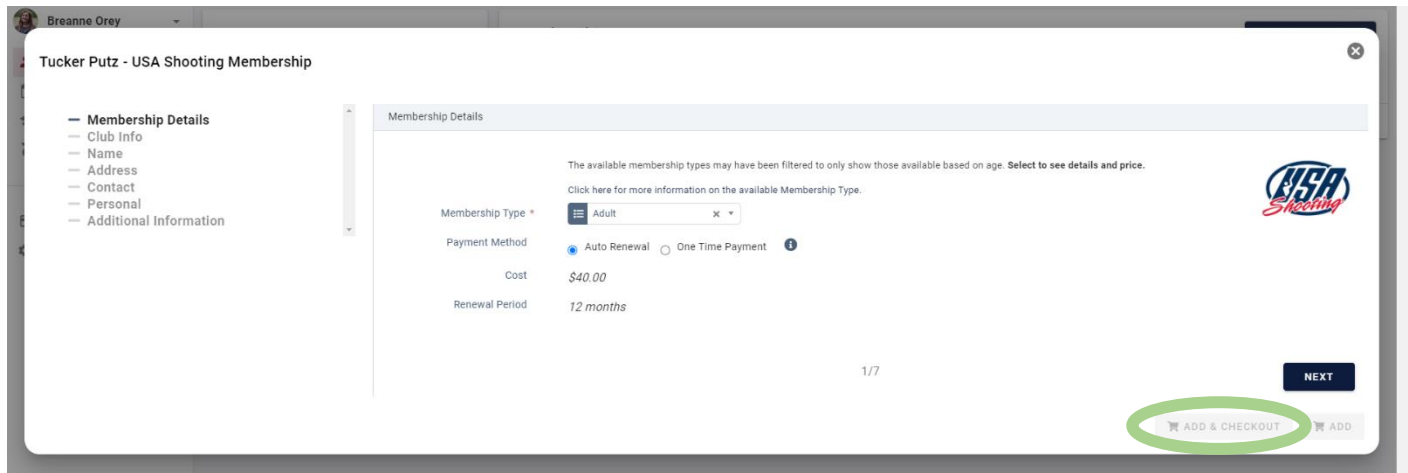 Breanne Orey
Tucker Putz - USA Shooting Membership
Membership Details
Club Info
Name
Address
Contact
Personal
Additional Information
Membership Details
The available membership types may have been filtered to only show those available based on age. Select to see details and price.
Click here for more information on the available Membership Type.
USA
Shooting
Membership Type *
Adult
Payment Method
Auto Renewal
One Time Payment
Cost
$40.00
Renewal Period
12 months
1/7
NEXT
ADD & CHECKOUT
ADD